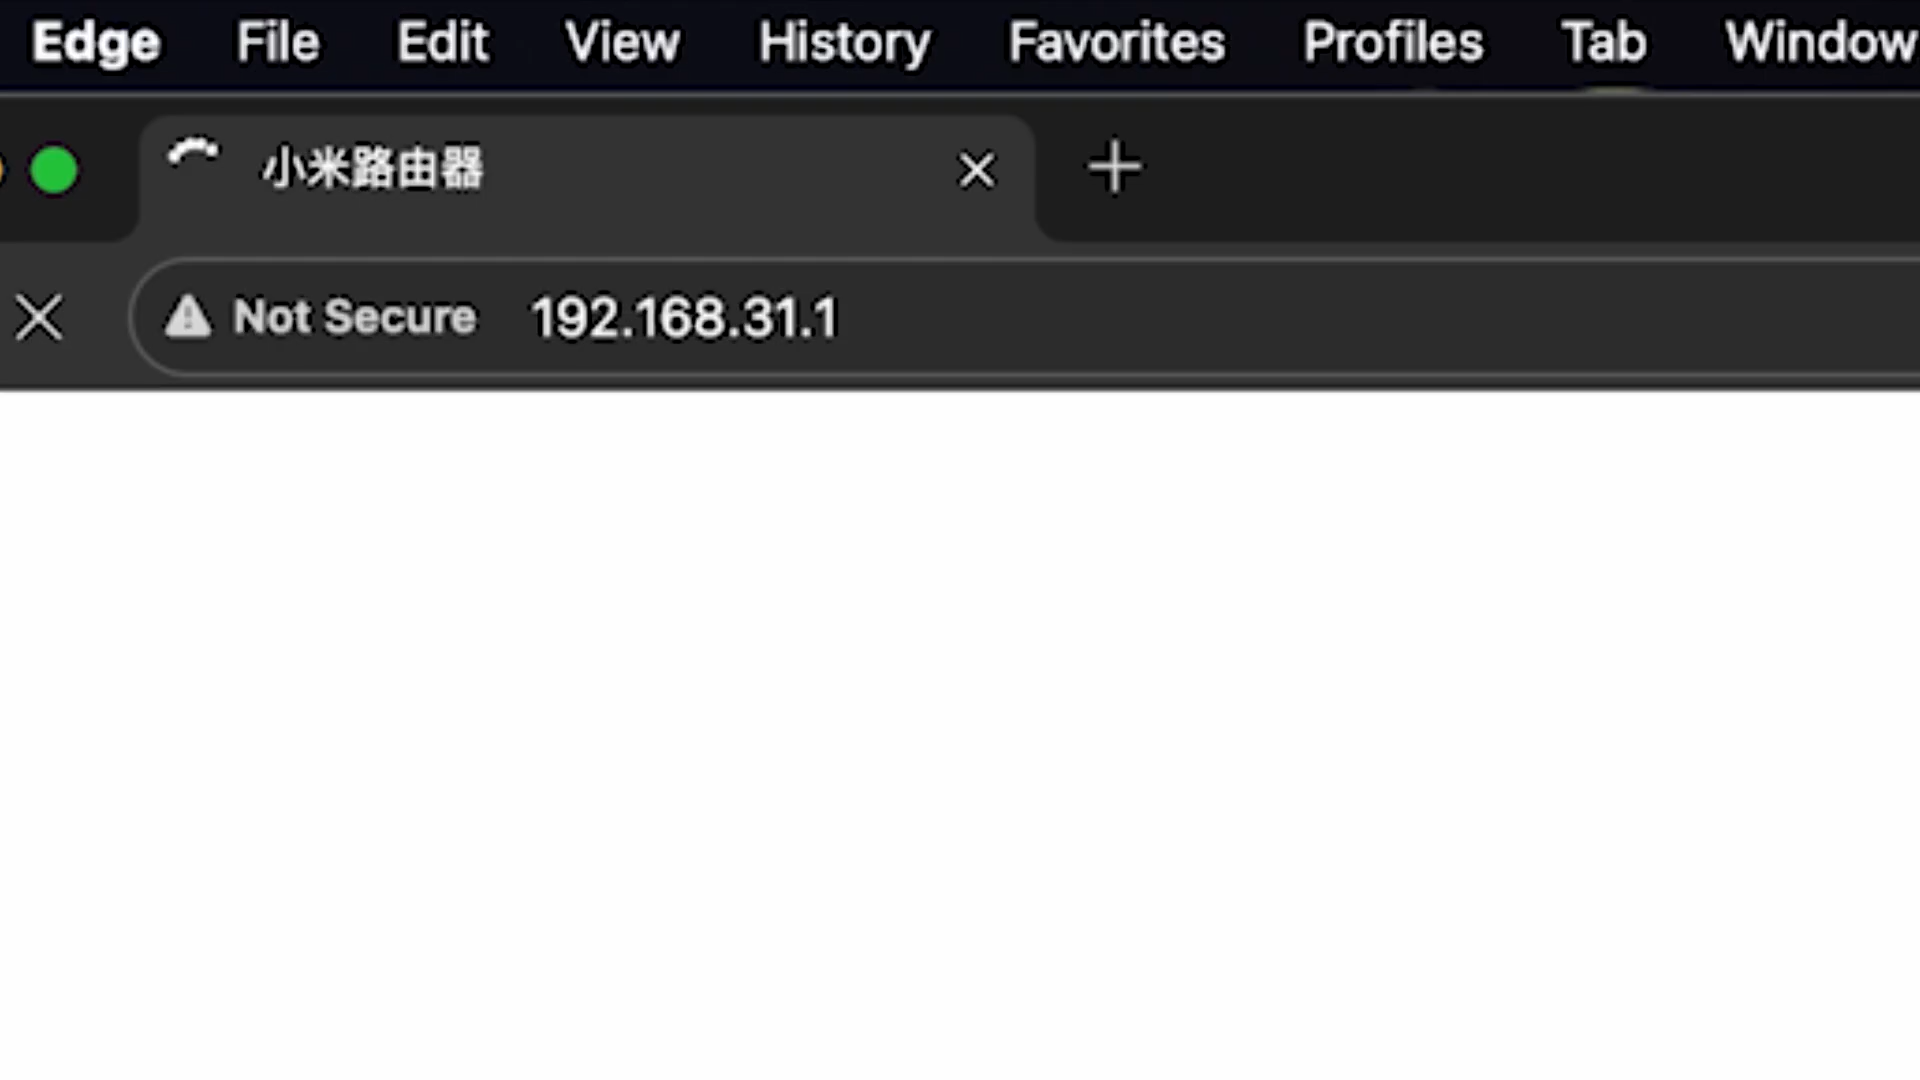 Edge File Edit View History Favorites Profiles Tab Window
小米路由器
Not Secure 192.168.31.1